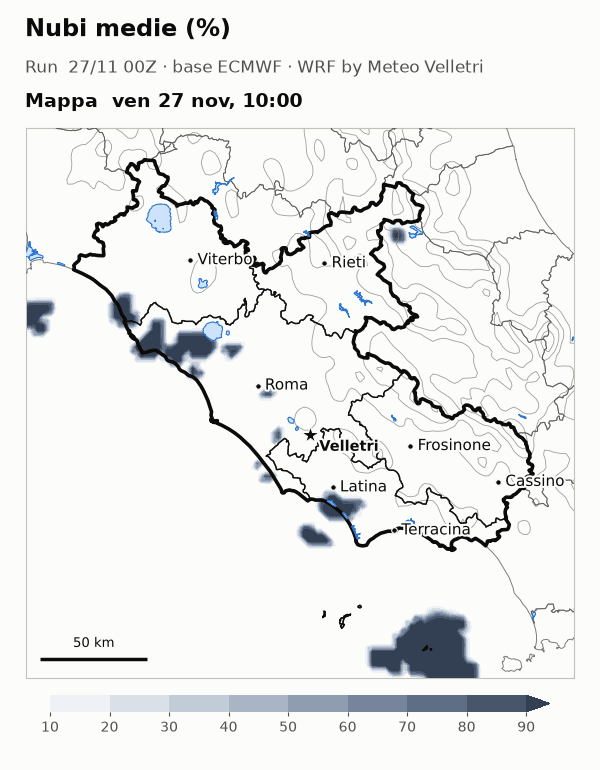 Nubi medie (%)
Run  27/11 00Z · base ECMWF · WRF by Meteo Velletri
Mappa  ven 27 nov, 10:00
Viterbo
Rieti
Roma
Velletri
Frosinone
Cassino
Latina
Terracina
50 km
10 20 30 40 50 60 70 80 90